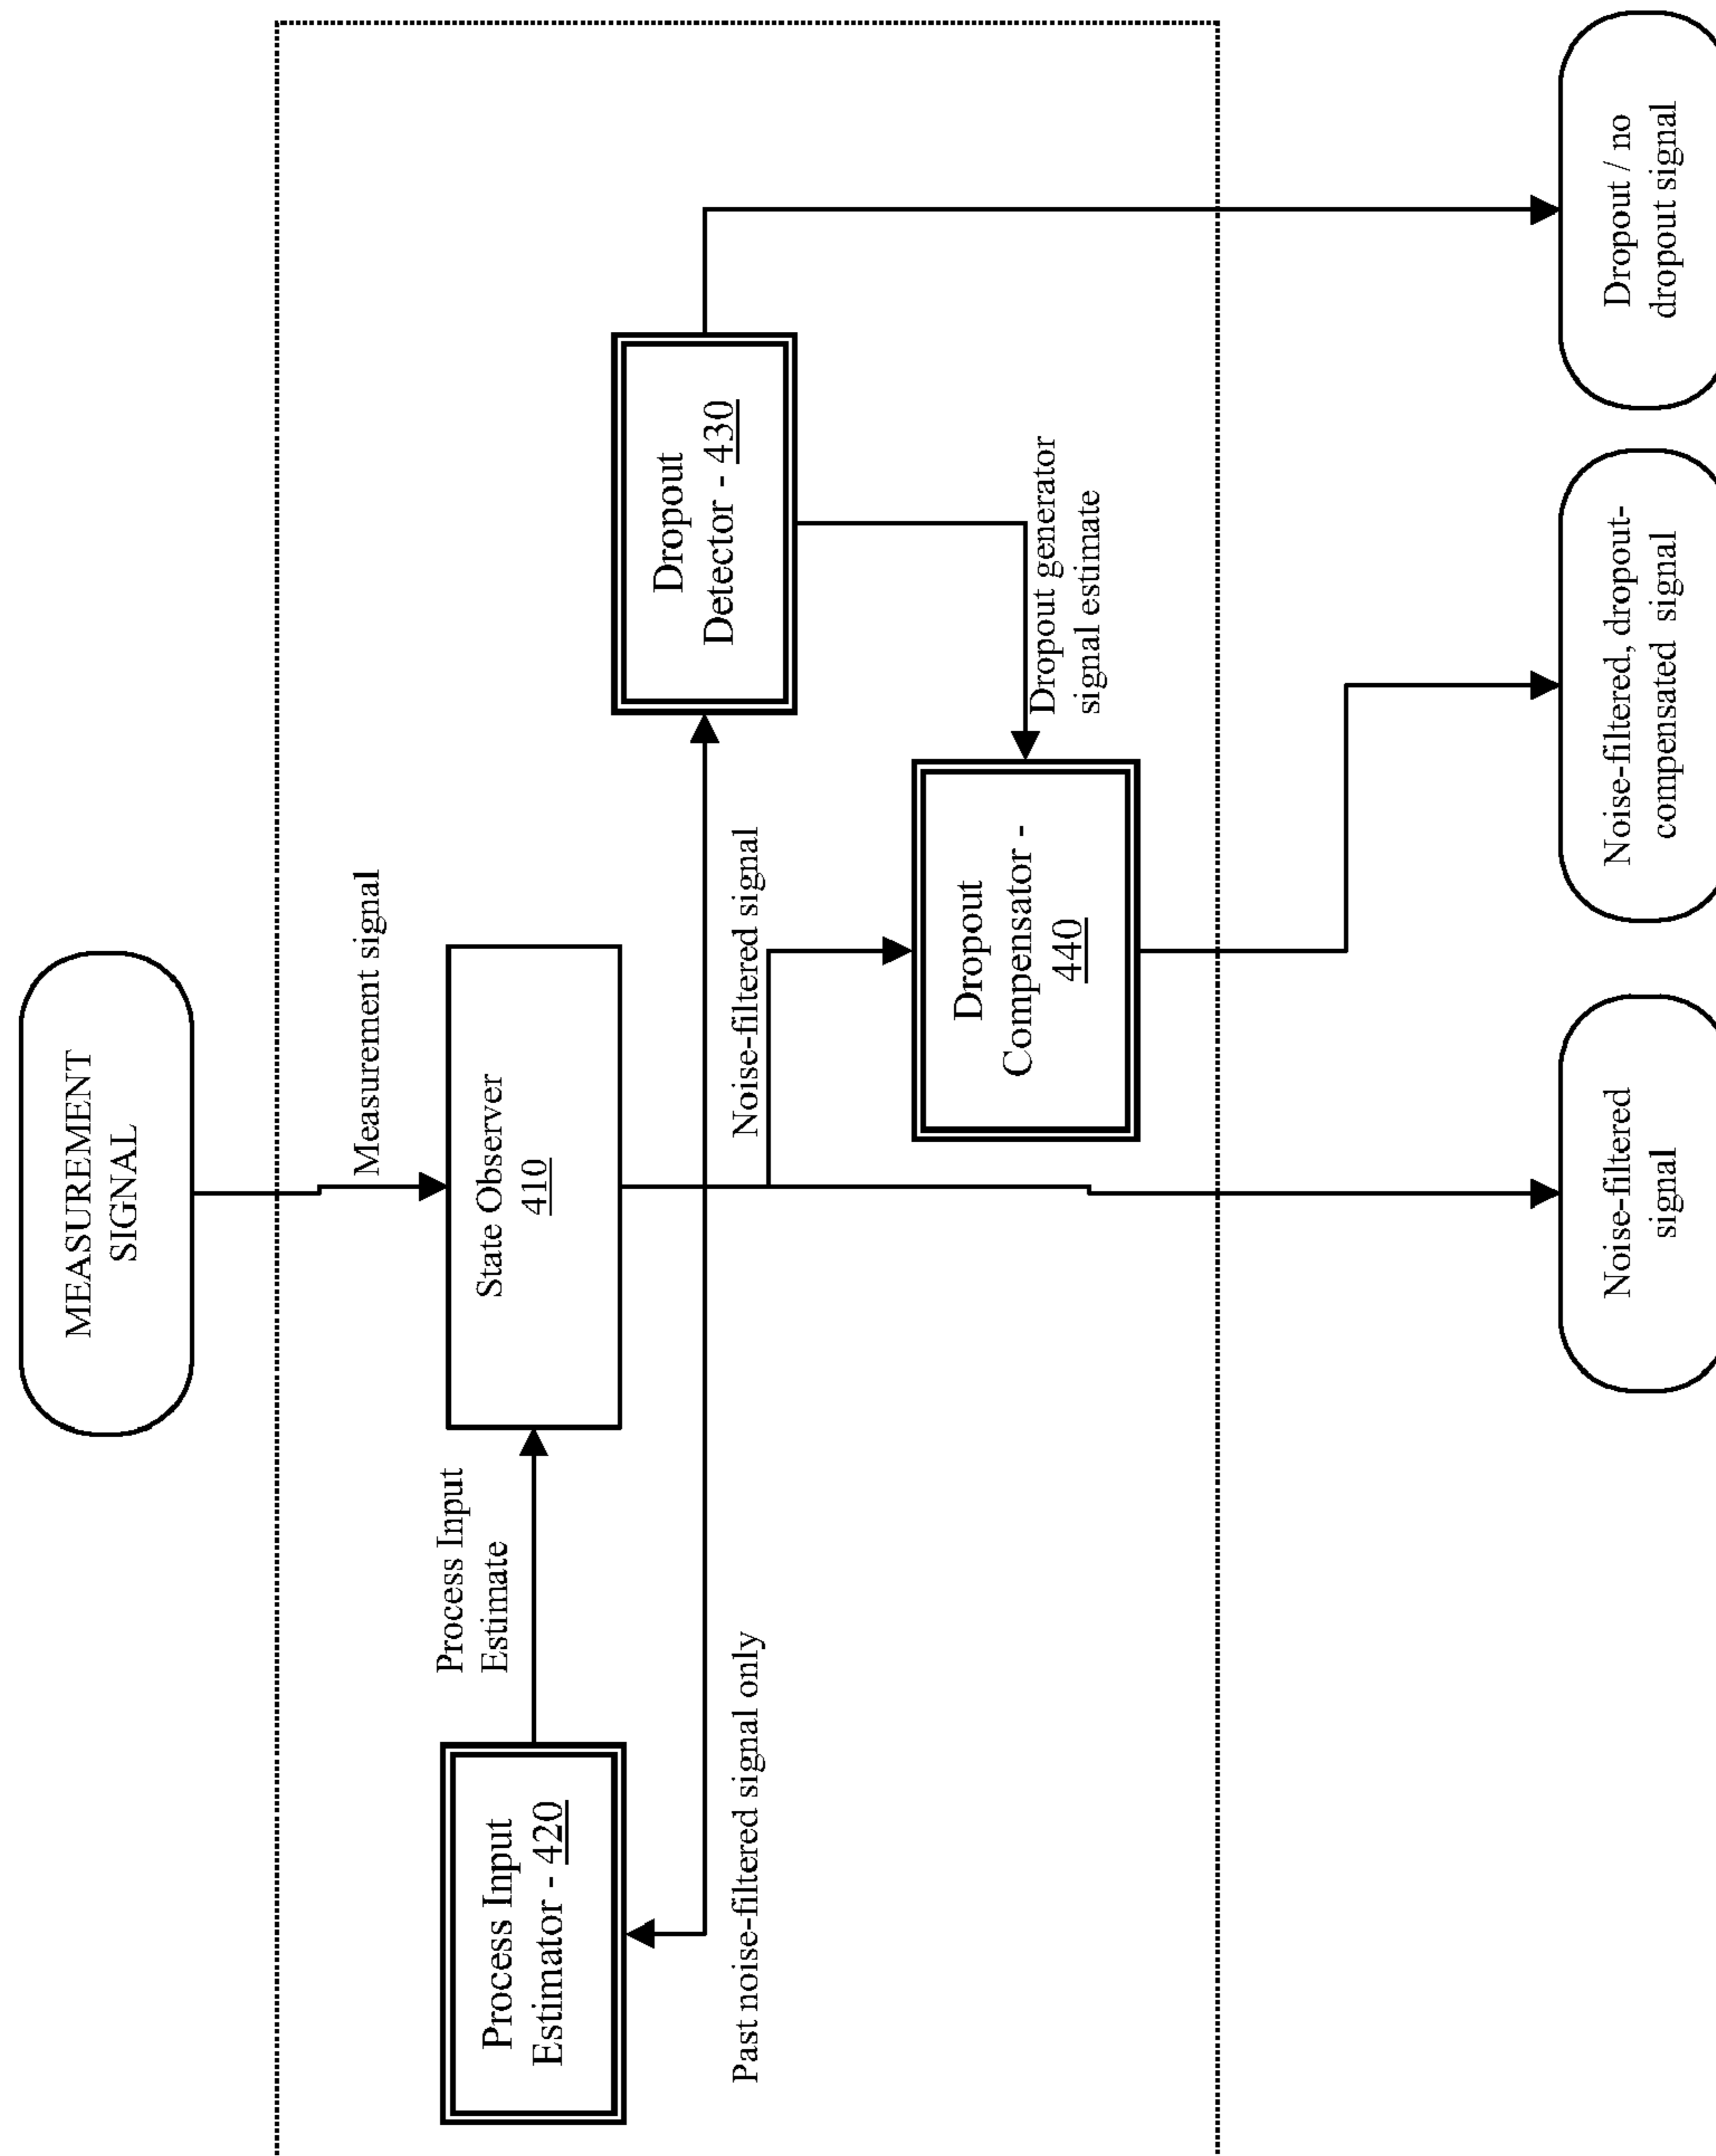 MEASUREMENT
SIGNAL
Measurement signal
Process Input
Estimate
Process Input
Estimator - 420
State Observer
410
Dropout
Detector - 430
Past noise-filtered signal only
Noise-filtered signal
Dropout
Compensator -
440
Dropout generator
signal estimate
Noise-filtered
signal
Noise-filtered, dropout-
compensated signal
Dropout / no
dropout signal